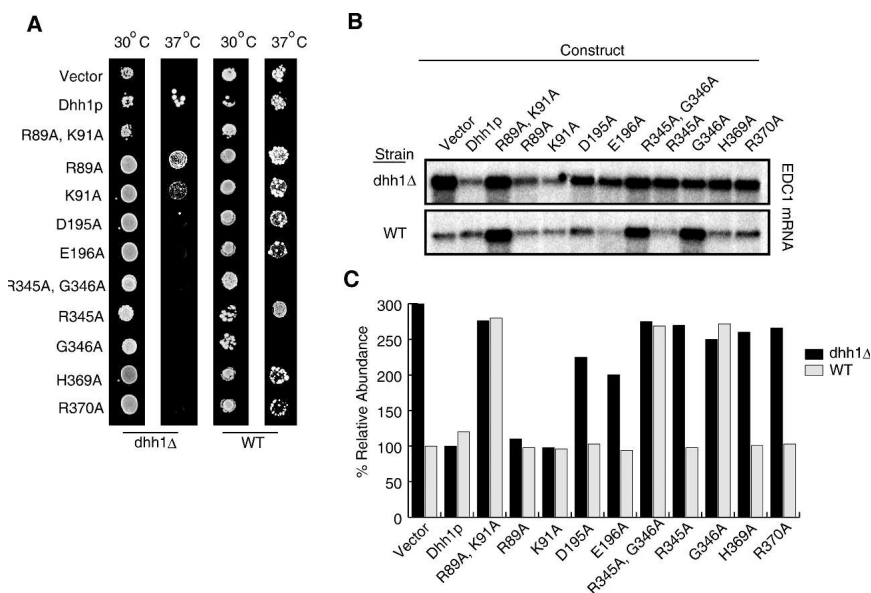 A
30°C 37°C 30°C 37°C
Vector
Dhh1p
R89A, K91A
R89A
K91A
D195A
E196A
R345A, G346A
R345A
G346A
H369A
R370A
dhh1Δ WT
B
Construct
Vector
Dhh1p
R89A, K91A
R89A
K91A
D195A
E196A
R345A, G346A
R345A
G346A
H369A
R370A
Strain
dhh1Δ
WT
EDC1 mRNA
C
% Relative Abundance
300
250
200
150
100
50
0
Vector
Dhh1p
R89A, K91A
R89A
K91A
D195A
E196A
R345A, G346A
R345A
G346A
H369A
R370A
dhh1Δ
WT